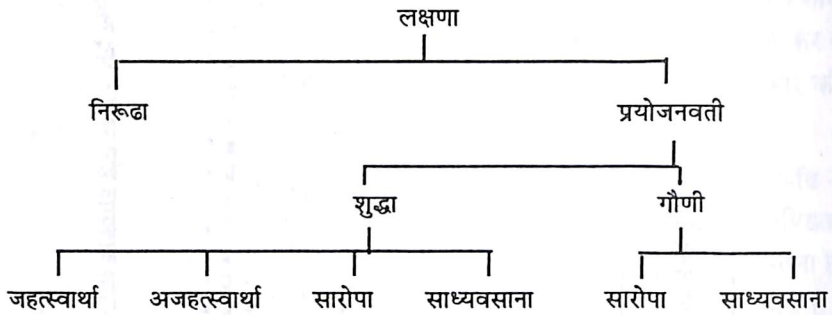 लक्षणा
निरूढा प्रयोजनवती
शुद्धा गौणी
जहत्स्वार्था अजहत्स्वार्था सारोपा साध्यवसाना सारोपा साध्यवसाना